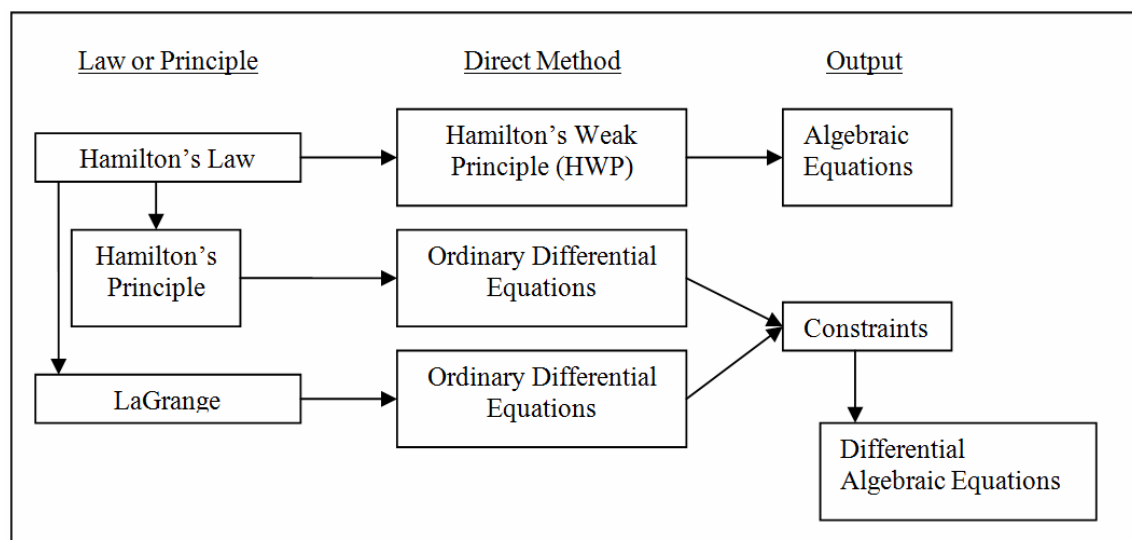 Law or Principle
Direct Method
Output
Hamilton's Law
Hamilton's Weak
Principle (HWP)
Algebraic
Equations
Hamilton's
Principle
Ordinary Differential
Equations
Constraints
LaGrange
Ordinary Differential
Equations
Differential
Algebraic Equations